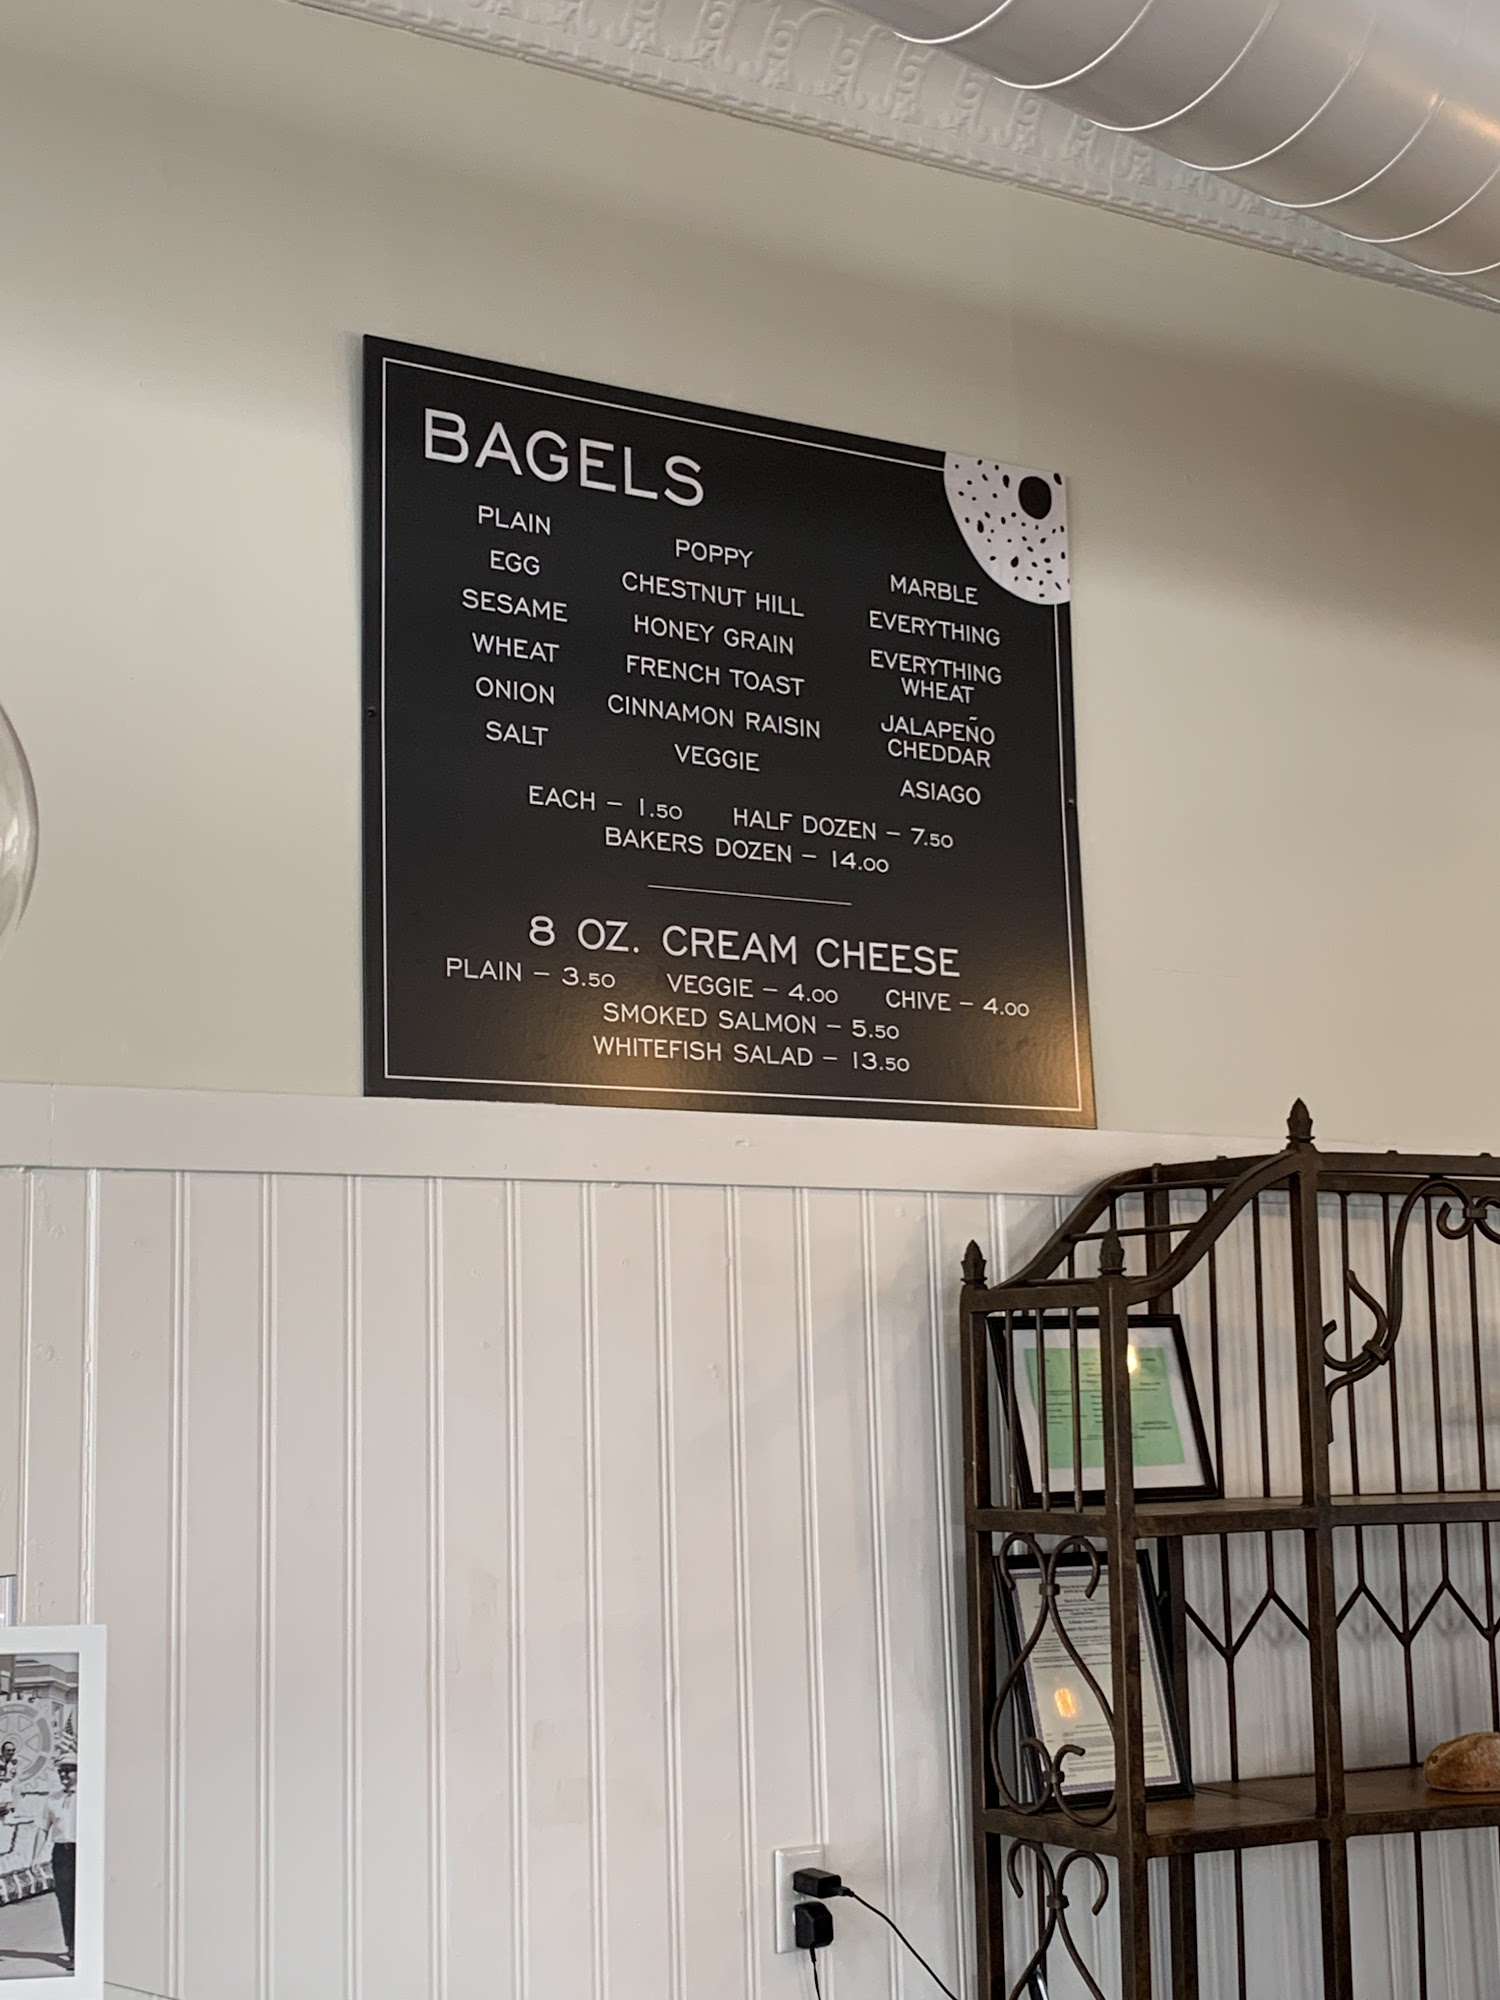 BAGELS
PLAIN
EGG
SESAME
WHEAT
ONION
SALT
POPPY
CHESTNUT HILL
HONEY GRAIN
FRENCH TOAST
CINNAMON RAISIN
VEGGIE
MARBLE
EVERYTHING
EVERYTHING
WHEAT
JALAPEÑO
CHEDDAR
ASIAGO
EACH – 1.50 HALF DOZEN – 7.50
BAKERS DOZEN – 14.00
8 OZ. CREAM CHEESE
PLAIN – 3.50 VEGGIE – 4.00 CHIVE – 4.00
SMOKED SALMON – 5.50
WHITEFISH SALAD – 13.50